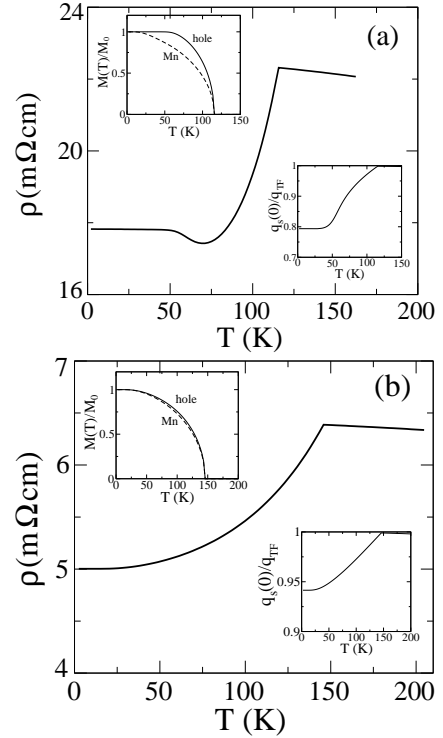 (a)
ρ (mΩcm)
22
20
18
16
0 50 100 150 200
T (K)
M(T)/M0
1
0.5
0
0 50 100 150
T (K)
hole
Mn
qs(0)/qTF
1
0.9
0.8
0.7
0 50 100 150
T (K)
(b)
ρ (mΩcm)
7
6
5
4
0 50 100 150 200
T (K)
M(T)/M0
1
0.5
0
0 50 100 150 200
T (K)
hole
Mn
qs(0)/qTF
1
0.95
0.9
0 50 100 150 200
T (K)